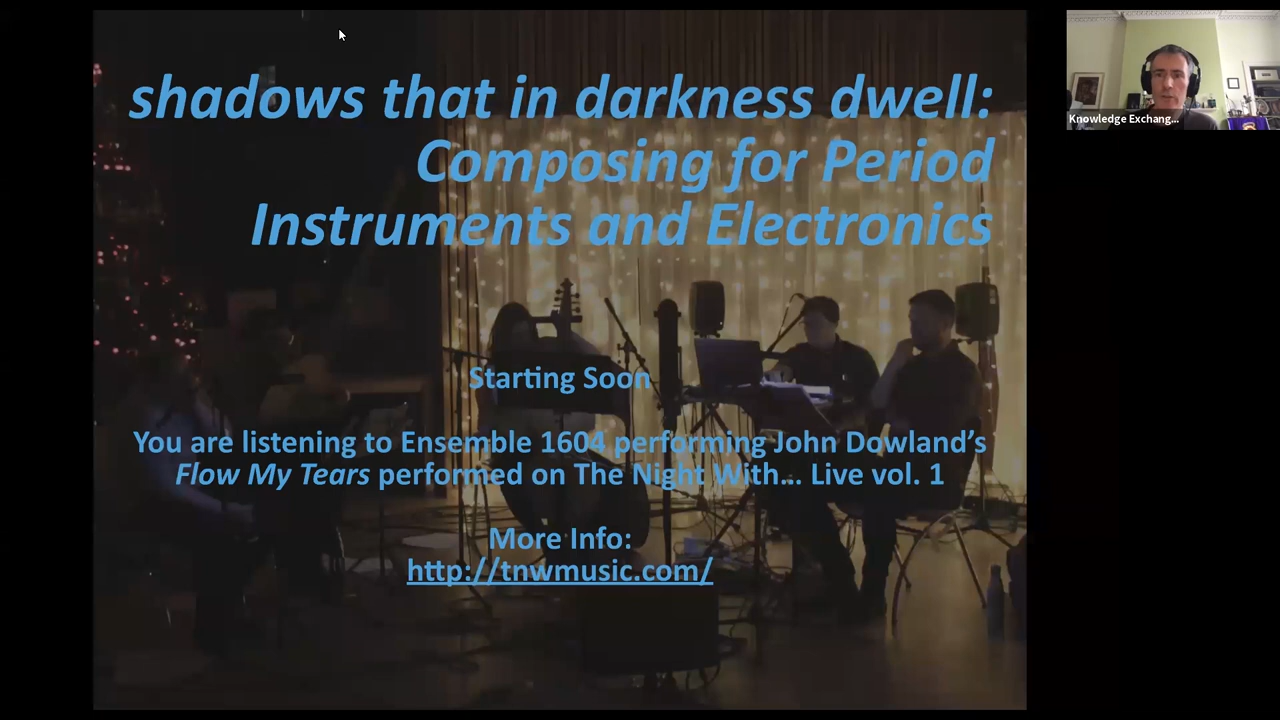 shadows that in darkness dwell:
Composing for Period
Instruments and Electronics
Knowledge Exchang...
Starting Soon
You are listening to Ensemble 1604 performing John Dowland’s
Flow My Tears performed on The Night With... Live vol. 1
More Info:
http://tnwmusic.com/